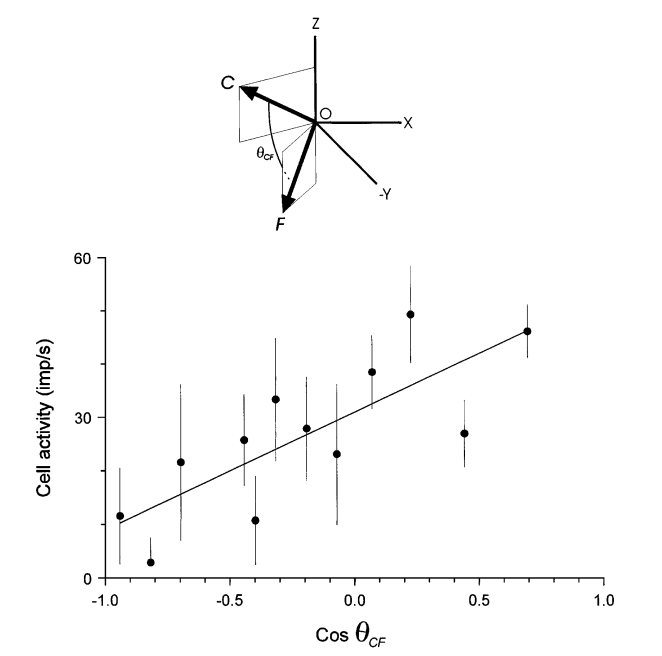 Z
C
O
X
θCF
-Y
F
60
Cell activity (imp/s)
30
0
-1.0 -0.5 0.0 0.5 1.0
Cos θCF